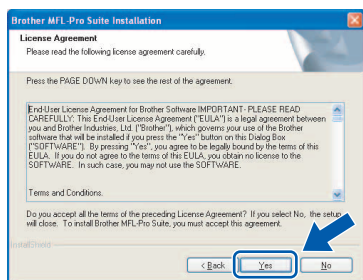 Brother MFL-Pro Suite Installation
License Agreement
Please read the following license agreement carefully.
Press the PAGE DOWN key to see the rest of the agreement.
End-User License Agreement for Brother Software IMPORTANT - PLEASE READ
CAREFULLY: This End-User License Agreement ("EULA") is a legal agreement between
you and Brother Industries, Ltd. ("Brother"), which governs your use of the Brother
software that will be installed if you press the "Yes" button on this Dialog Box
("SOFTWARE"). By pressing "Yes", you agree to be legally bound by the terms of this
EULA. If you do not agree to the terms of this EULA, you obtain no license to the
SOFTWARE. In such case, you may not use the SOFTWARE.
Terms and Conditions.
Do you accept all the terms of the preceding License Agreement? If you select No, the setup
will close. To install Brother MFL-Pro Suite, you must accept this agreement.
InstallShield
< Back Yes No